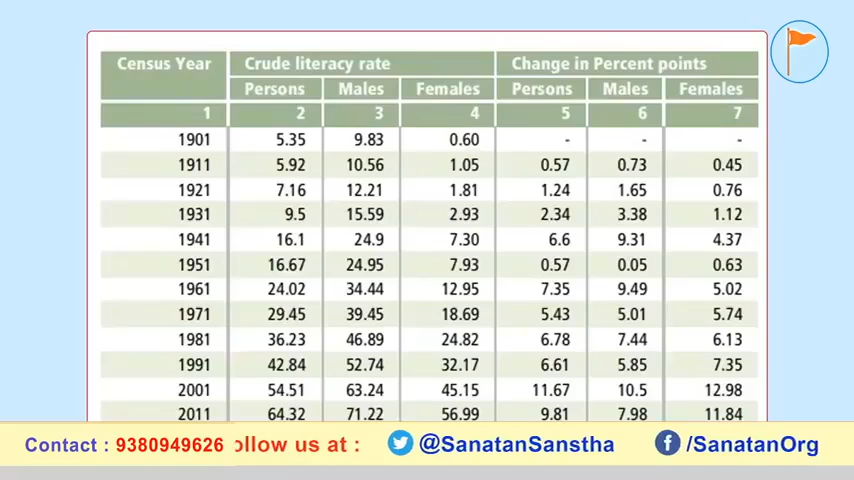 Census Year Crude literacy rate Change in Percent points
Persons Males Females Persons Males Females
1 2 3 4 5 6 7
1901 5.35 9.83 0.60 - - -
1911 5.92 10.56 1.05 0.57 0.73 0.45
1921 7.16 12.21 1.81 1.24 1.65 0.76
1931 9.5 15.59 2.93 2.34 3.38 1.12
1941 16.1 24.9 7.30 6.6 9.31 4.37
1951 16.67 24.95 7.93 0.57 0.05 0.63
1961 24.02 34.44 12.95 7.35 9.49 5.02
1971 29.45 39.45 18.69 5.43 5.01 5.74
1981 36.23 46.89 24.82 6.78 7.44 6.13
1991 42.84 52.74 32.17 6.61 5.85 7.35
2001 54.51 63.24 45.15 11.67 10.5 12.98
2011 64.32 71.22 56.99 9.81 7.98 11.84
Contact : 9380949626 ollow us at : @SanatanSanstha /SanatanOrg